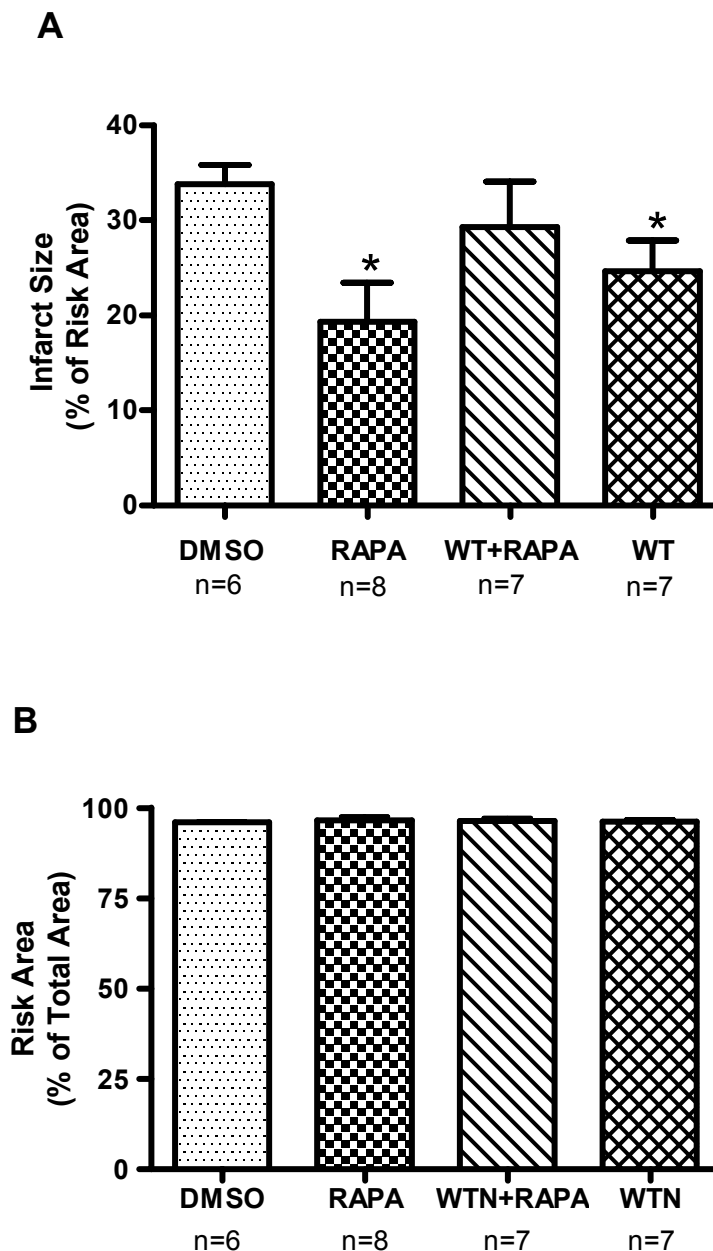 A
Infarct Size
(% of Risk Area)
40
30
20
10
0
*
*
DMSO RAPA WT+RAPA WT
n=6 n=8 n=7 n=7
B
Risk Area
(% of Total Area)
100
75
50
25
0
DMSO RAPA WTN+RAPA WTN
n=6 n=8 n=7 n=7